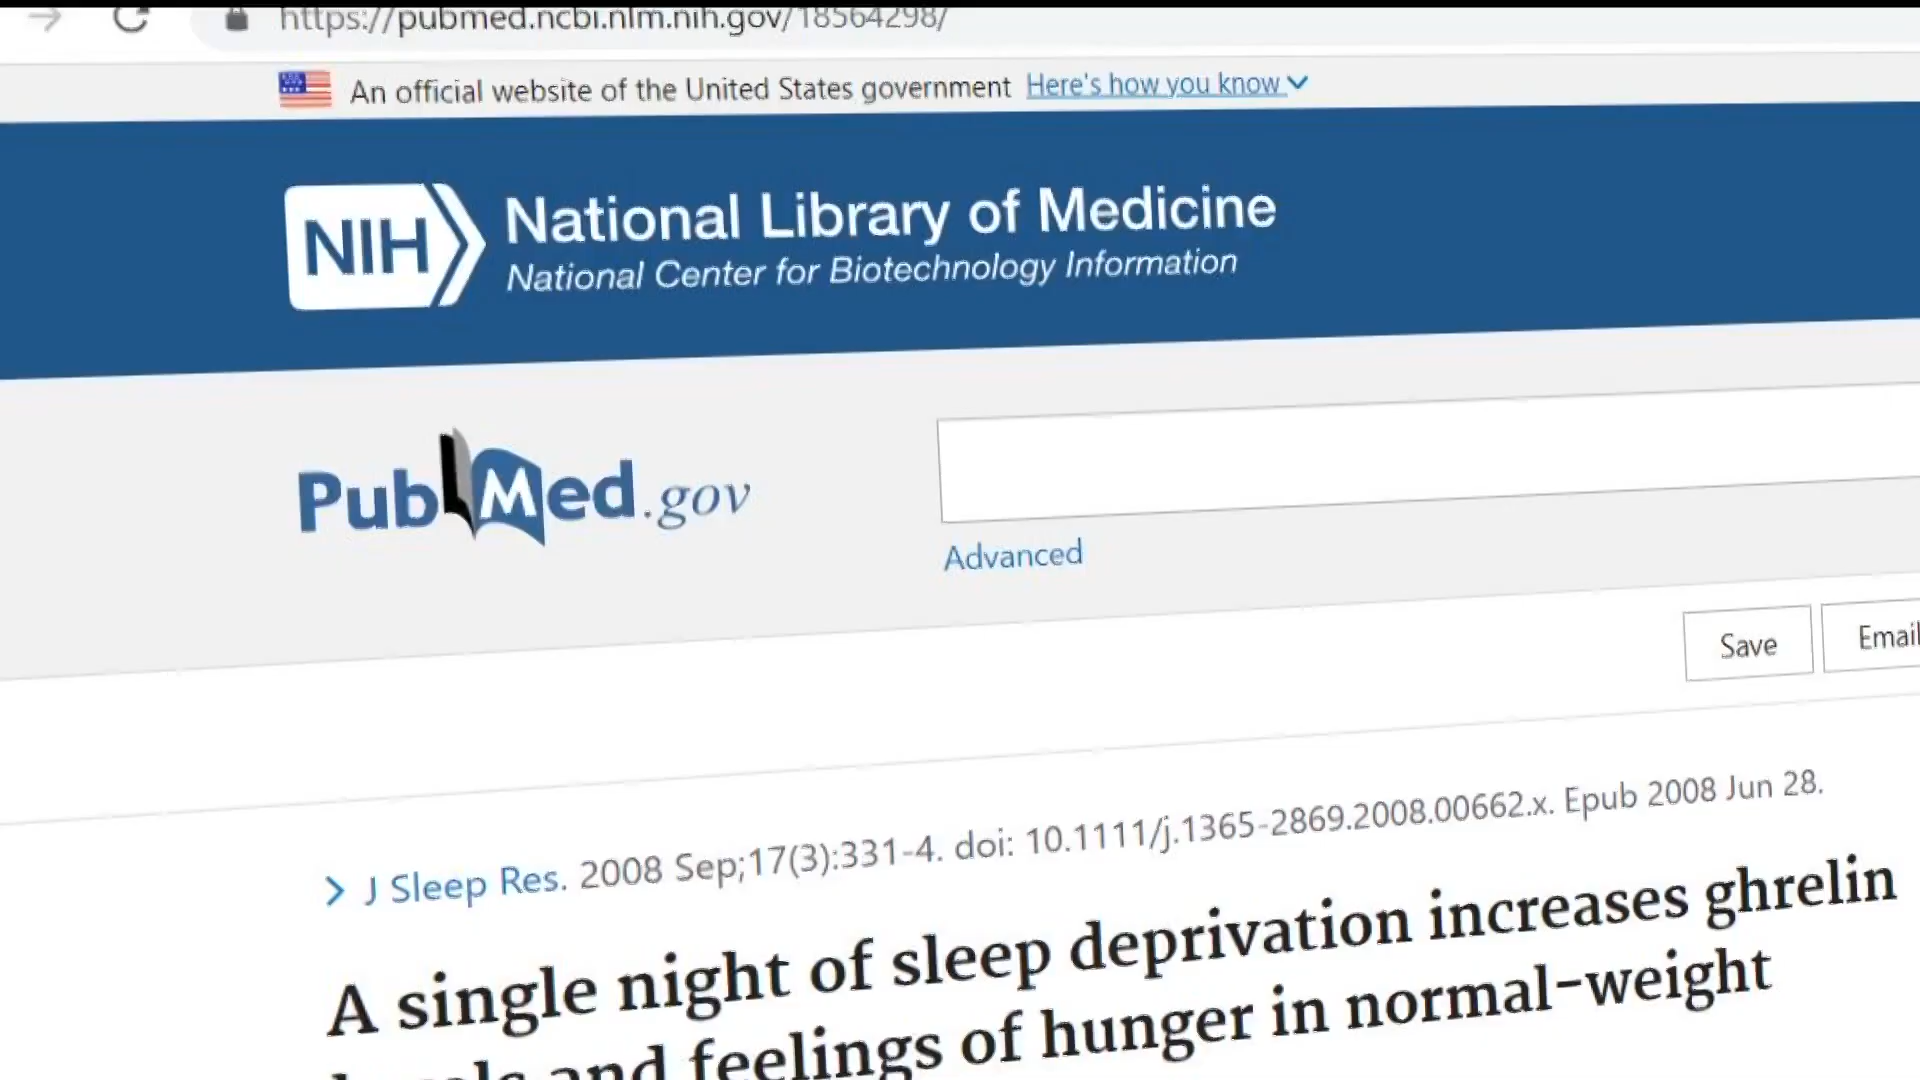 https://pubmed.ncbi.nlm.nih.gov/18564298/
An official website of the United States government Here's how you know
NIH National Library of Medicine
National Center for Biotechnology Information
PubMed.gov
Advanced
Save Email
J Sleep Res. 2008 Sep;17(3):331-4. doi: 10.1111/j.1365-2869.2008.00662.x. Epub 2008 Jun 28.
A single night of sleep deprivation increases ghrelin
levels and feelings of hunger in normal-weight